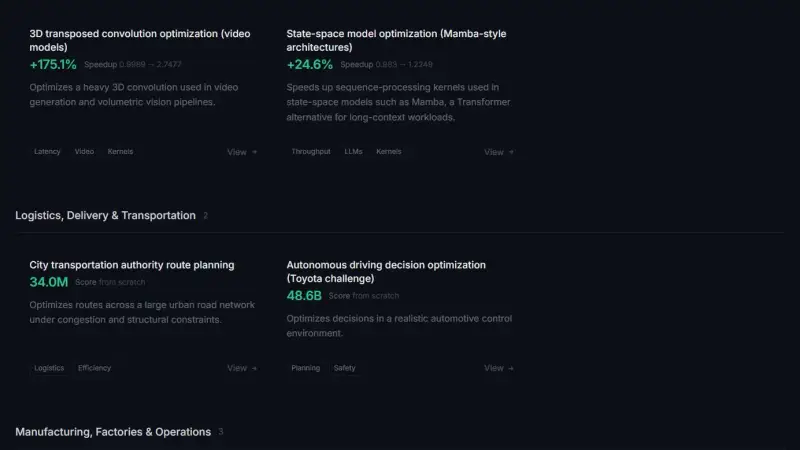 3D transposed convolution optimization (video
models)
+175.1% Speedup 0.9989 → 2.7477
Optimizes a heavy 3D convolution used in video
generation and volumetric vision pipelines.
Latency Video Kernels View →
State-space model optimization (Mamba-style
architectures)
+24.6% Speedup → 1.2349
Speeds up sequence-processing kernels used in
state-space models such as Mamba, a Transformer
alternative for long-context workloads.
Throughput LLMs Kernels View →
Logistics, Delivery & Transportation 2
City transportation authority route planning
34.0M Score from scratch
Optimizes routes across a large urban road network
under congestion and structural constraints.
Logistics Efficiency View →
Autonomous driving decision optimization
(Toyota challenge)
48.6B Score from scratch
Optimizes decisions in a realistic automotive control
environment.
Planning Safety View →
Manufacturing, Factories & Operations 3